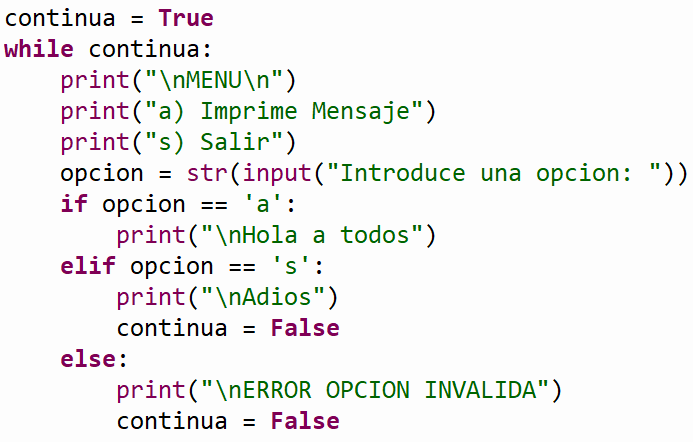 continua = True
while continua:
    print("\nMENU\n")
    print("a) Imprime Mensaje")
    print("s) Salir")
    opcion = str(input("Introduce una opcion: "))
    if opcion == 'a':
        print("\nHola a todos")
    elif opcion == 's':
        print("\nAdios")
        continua = False
    else:
        print("\nERROR OPCION INVALIDA")
        continua = False